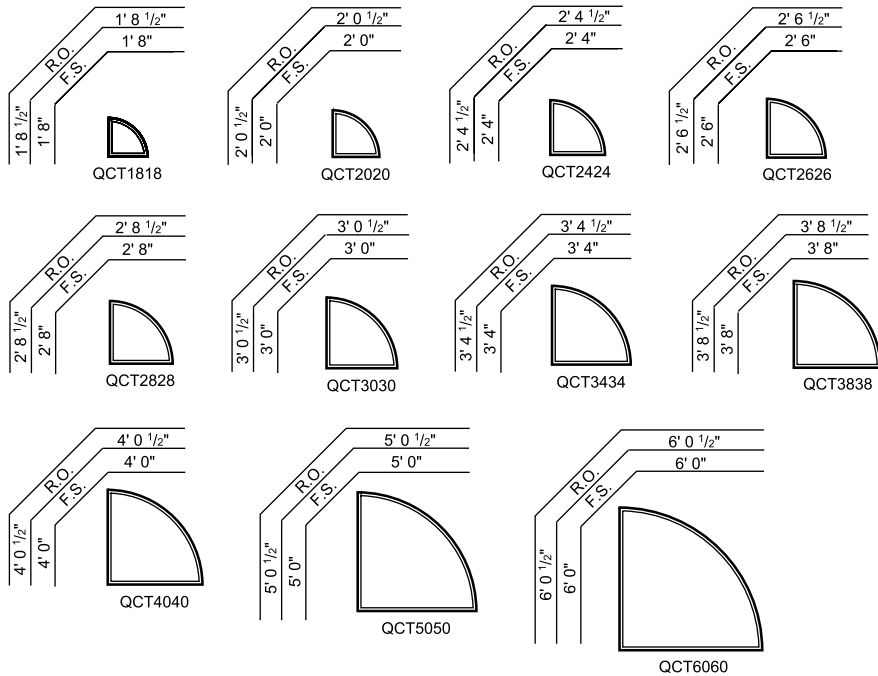 1' 8 1/2"
1' 8"
R.O.
F.S.
1' 8 1/2"
1' 8"
QCT1818
2' 0 1/2"
2' 0"
R.O.
F.S.
2' 0 1/2"
2' 0"
QCT2020
2' 4 1/2"
2' 4"
R.O.
F.S.
2' 4 1/2"
2' 4"
QCT2424
2' 6 1/2"
2' 6"
R.O.
F.S.
2' 6 1/2"
2' 6"
QCT2626
2' 8 1/2"
2' 8"
R.O.
F.S.
2' 8 1/2"
2' 8"
QCT2828
3' 0 1/2"
3' 0"
R.O.
F.S.
3' 0 1/2"
3' 0"
QCT3030
3' 4 1/2"
3' 4"
R.O.
F.S.
3' 4 1/2"
3' 4"
QCT3434
3' 8 1/2"
3' 8"
R.O.
F.S.
3' 8 1/2"
3' 8"
QCT3838
4' 0 1/2"
4' 0"
R.O.
F.S.
4' 0 1/2"
4' 0"
QCT4040
5' 0 1/2"
5' 0"
R.O.
F.S.
5' 0 1/2"
5' 0"
QCT5050
6' 0 1/2"
6' 0"
R.O.
F.S.
6' 0 1/2"
6' 0"
QCT6060